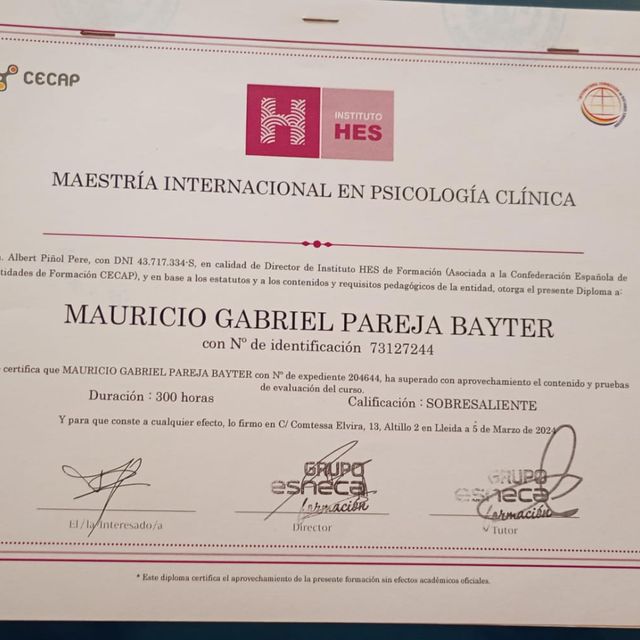 CECAP
INSTITUTO
HES
MAESTRÍA INTERNACIONAL EN PSICOLOGÍA CLÍNICA
. Albert Piñol Pere, con DNI 43.717.334-S, en calidad de Director de Instituto HES de Formación (Asociada a la Confederación Española de
tidades de Formación CECAP), y en base a los estatutos y a los contenidos y requisitos pedagógicos de la entidad, otorga el presente Diploma a:
MAURICIO GABRIEL PAREJA BAYTER
con Nº de identificación 73127244
certifica que MAURICIO GABRIEL PAREJA BAYTER con Nº de expediente 204644, ha superado con aprovechamiento el contenido y pruebas
de evaluación del curso.
Duración : 300 horas
Calificación : SOBRESALIENTE
Y para que conste a cualquier efecto, lo firmo en C/ Comtessa Elvira, 13, Altillo 2 en Lleida a 5 de Marzo de 2024
GRUPO
esneca
formación
GRUPO
esneca
formación
El/la Interesado/a
Director
Tutor
* Este diploma certifica el aprovechamiento de la presente formación sin efectos académicos oficiales.